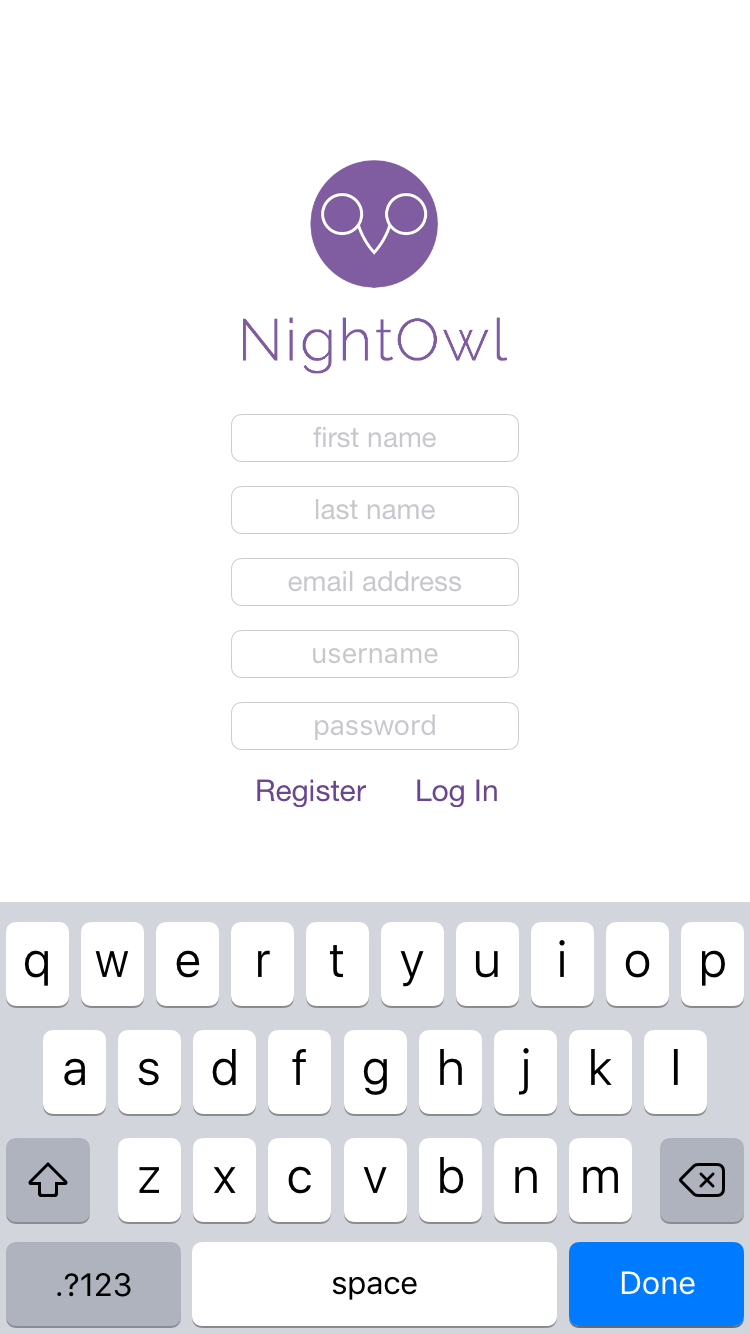 NightOwl
first name
last name
email address
username
password
Register Log In
q w e r t y u i o p
a s d f g h j k l
z x c v b n m
.?123 space Done